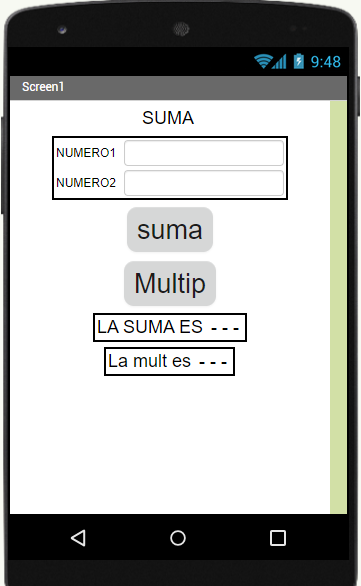 9:48
Screen1
SUMA
NUMERO1
NUMERO2
suma
Multip
LA SUMA ES ---
La mult es ---